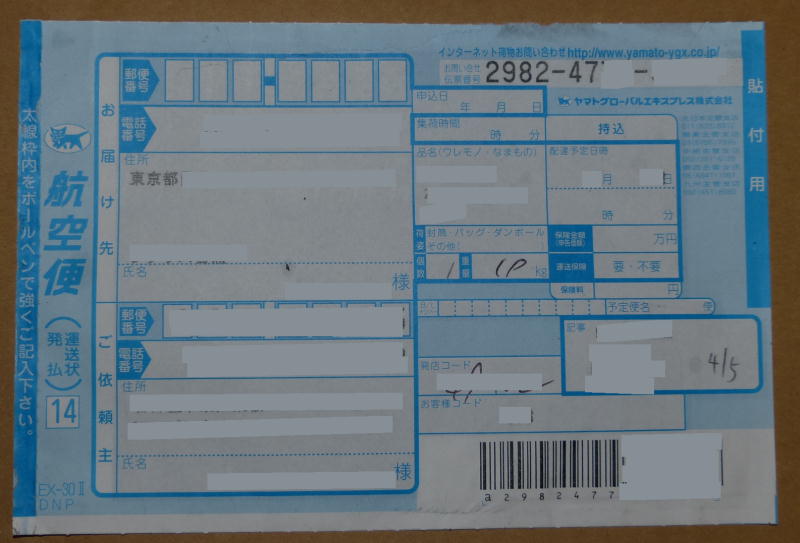 インターネット荷物お問い合わせhttp://www.yamato-ygx.co.jp/
お問い合せ
伝票番号
2982-47
ヤマトグローバルエキスプレス株式会社
貼付用
太線枠内をボールペンで強くご記入下さい。
航空便
(運送状発払)
14
EX-30 II
DNP
お届け先
郵便番号
電話番号
住所
東京都
氏名
様
ご依頼主
郵便番号
電話番号
住所
氏名
様
申込日
年 月 日
集荷時間
時 分
持込
品名(ワレモノ・なまもの)
配達予定日時
月 日
時 分
荷姿
封筒・バッグ・ダンボール
その他( )
保険金額
(申告価額)
万円
個数
1
重量
10
kg
運送保険
要・不要
保険料
円
予定便名
便
記事
4/5
発店コード
お客様コード
a2982477